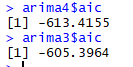 > arima4$aic
[1] -613.4155
> arima3$aic
[1] -605.3964
>